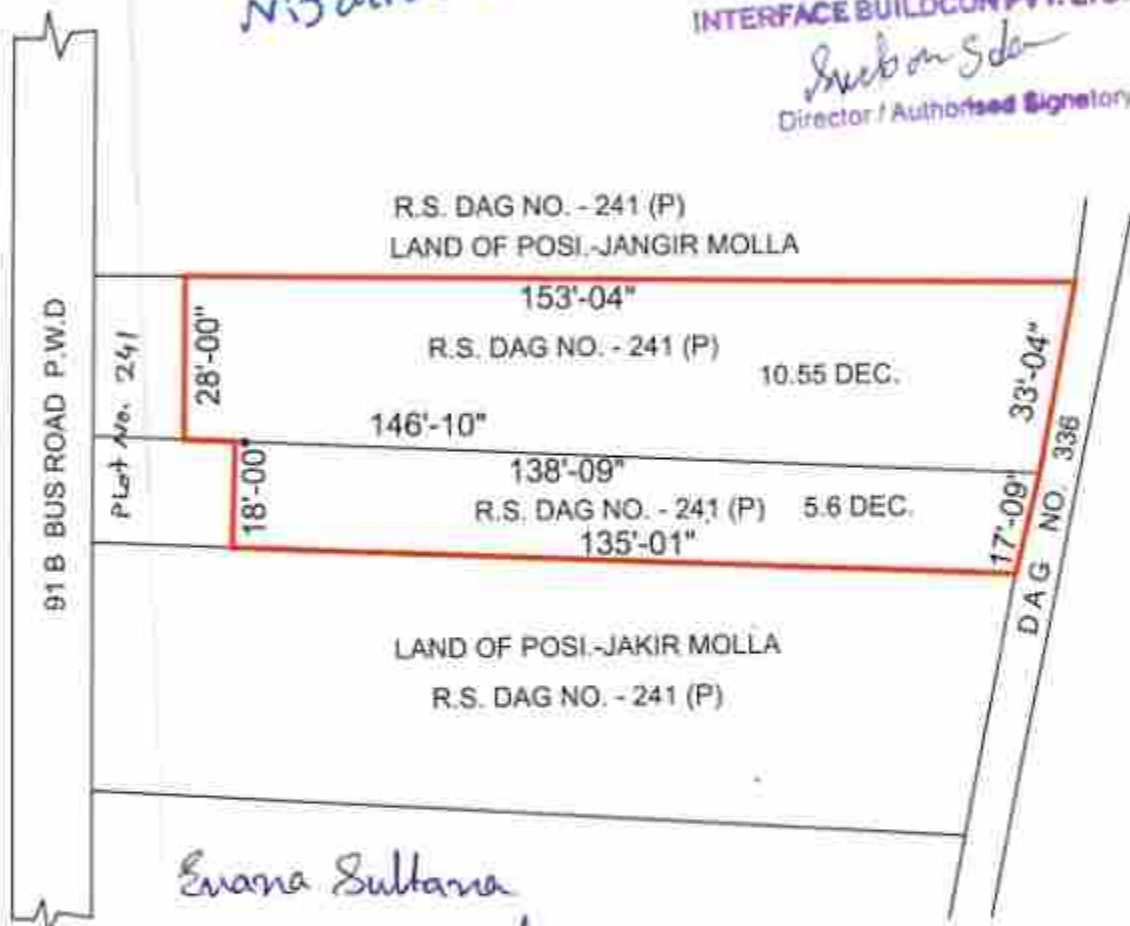 INTERFACE BUILDCON PVT. LTD.
Director / Authorised Signatory
R.S. DAG NO. - 241 (P)
LAND OF POSI.-JANGIR MOLLA
153'-04"
28'-00"
R.S. DAG NO. - 241 (P)
10.55 DEC.
33'-04"
91 B BUS ROAD P.W.D
Plot No. 241
146'-10"
18'-00"
138'-09"
R.S. DAG NO. - 241 (P)
5.6 DEC.
135'-01"
17'-09"
DAG NO. 336
LAND OF POSI.-JAKIR MOLLA
R.S. DAG NO. - 241 (P)
Sultana